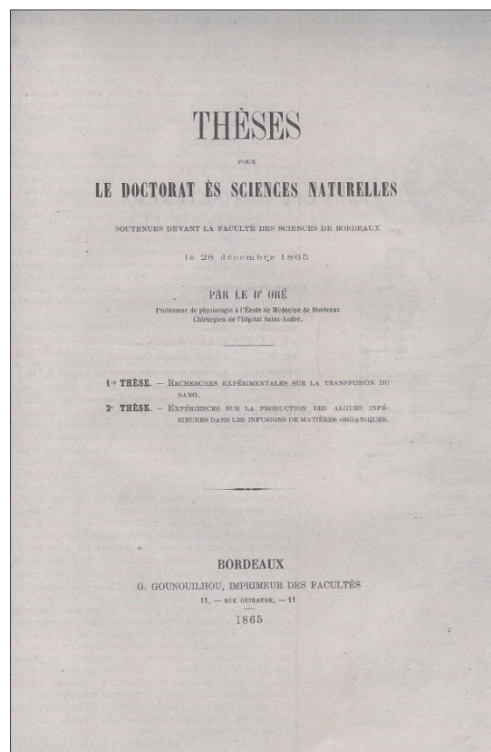 THÈSES
POUR
LE DOCTORAT ÈS SCIENCES NATURELLES
SOUTENUES DEVANT LA FACULTÉ DES SCIENCES DE BORDEAUX
le 28 décembre 1865
PAR LE Dr ORÉ
Professeur de physiologie à l'École de Médecine de Bordeaux
Chirurgien de l'hôpital Saint-André.
1re THÈSE. — RECHERCHES EXPÉRIMENTALES SUR LA TRANSFUSION DU
SANG.
2e THÈSE. — EXPÉRIENCES SUR LA PRODUCTION DES ALGUES INFÉ-
RIEURES DANS LES INFUSIONS DE MATIÈRES ORGANIQUES.
BORDEAUX
G. GOUNOUILHOU, IMPRIMEUR DES FACULTÉS
11, — RUE GUIRAUDE, — 11
1865